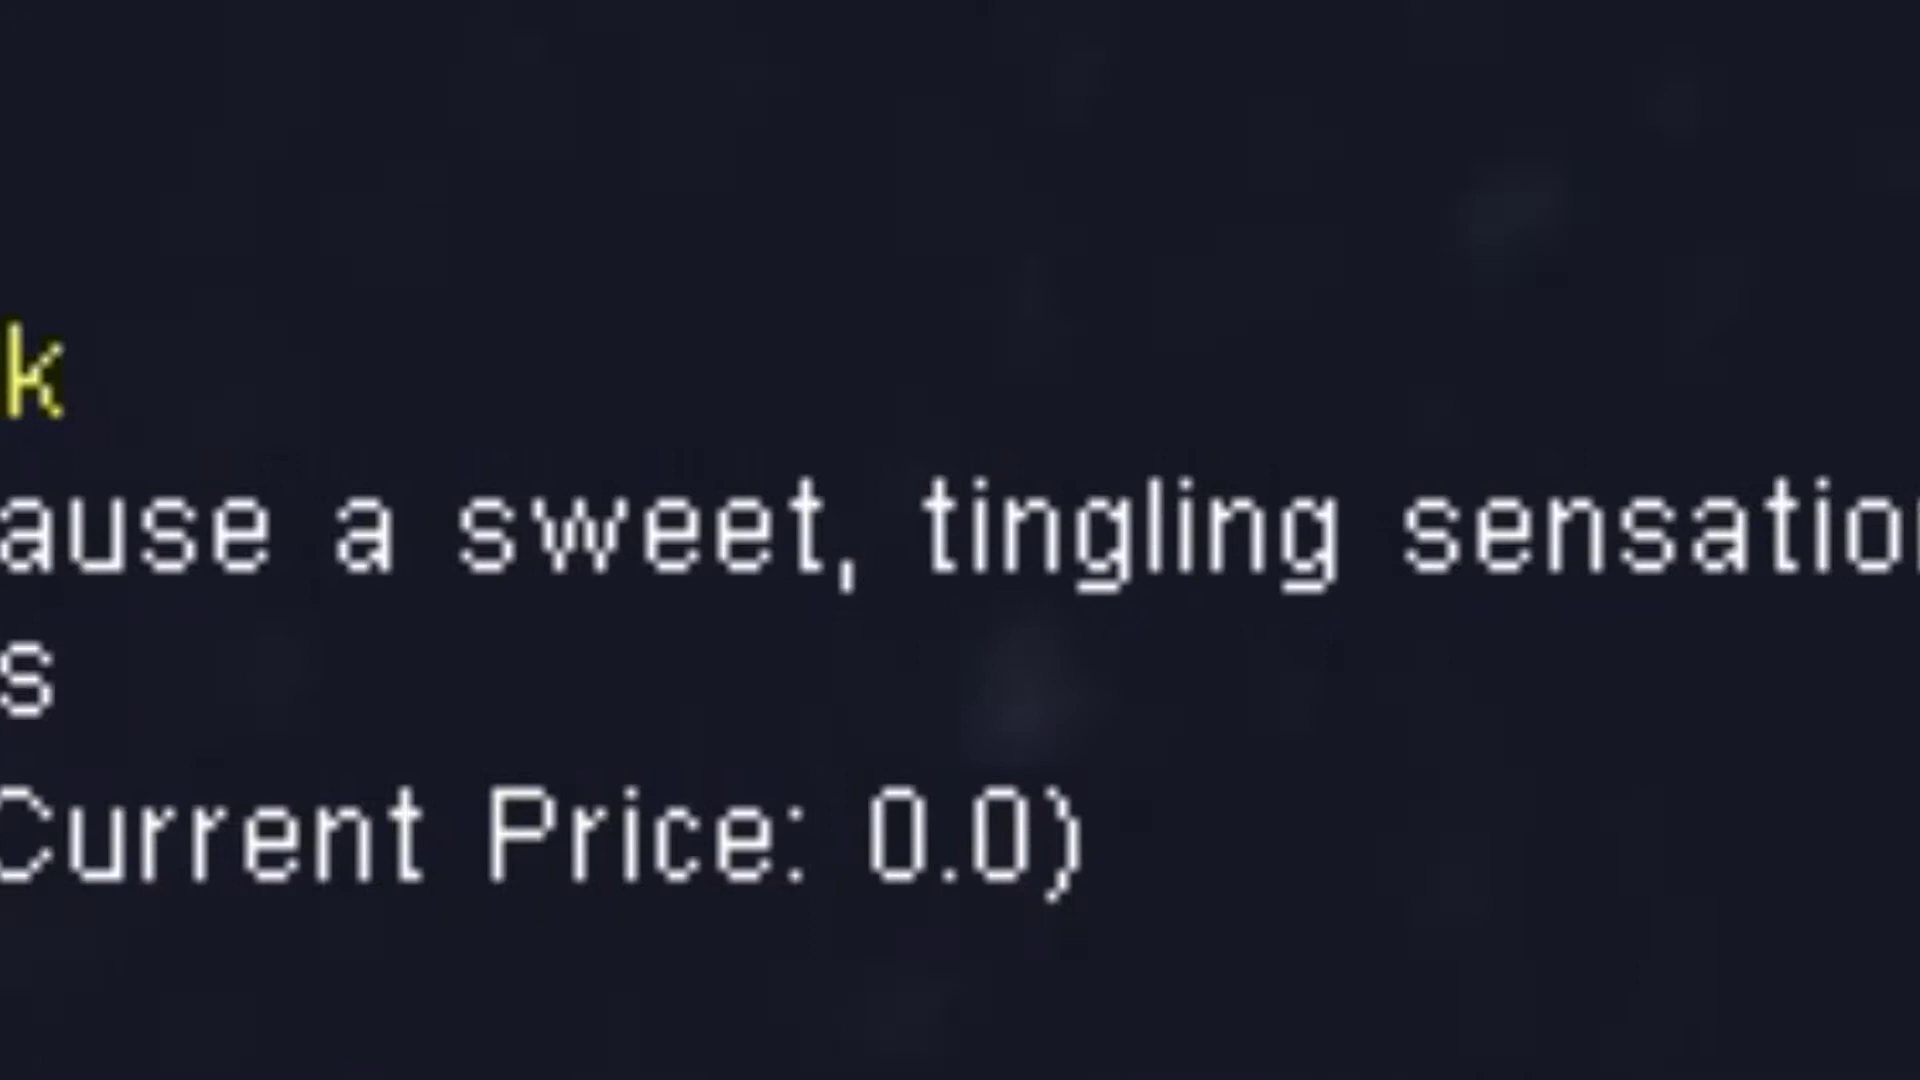 k
ause a sweet, tingling sensatio
s
Current Price: 0.0)